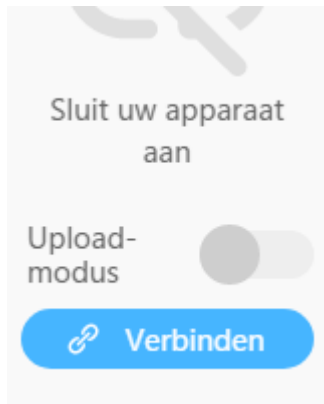 Sluit uw apparaat
aan
Upload-
modus
Verbinden